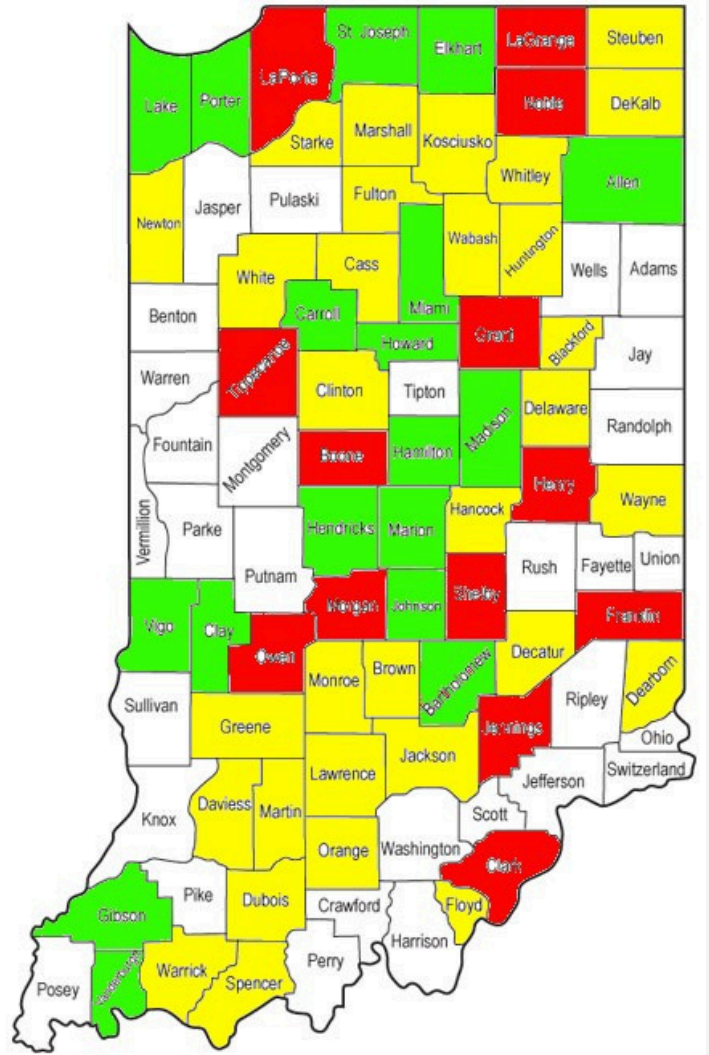 St. Joseph
Elkhart
LaGrange
Steuben
LaPorte
Lake
Porter
Noble
DeKalb
Starke
Marshall
Kosciusko
Whitley
Allen
Newton
Jasper
Pulaski
Fulton
Wabash
Huntington
Wells
Adams
White
Cass
Miami
Benton
Carroll
Howard
Grant
Blackford
Jay
Warren
Tippecanoe
Clinton
Tipton
Madison
Delaware
Randolph
Fountain
Montgomery
Boone
Hamilton
Henry
Wayne
Vermillion
Parke
Hendricks
Marion
Hancock
Rush
Fayette
Union
Putnam
Vigo
Clay
Morgan
Johnson
Shelby
Franklin
Owen
Monroe
Brown
Bartholomew
Decatur
Dearborn
Sullivan
Greene
Jennings
Ripley
Ohio
Jackson
Lawrence
Jefferson
Switzerland
Knox
Daviess
Martin
Scott
Orange
Washington
Clark
Gibson
Pike
Dubois
Crawford
Floyd
Harrison
Posey
Vanderburgh
Warrick
Spencer
Perry